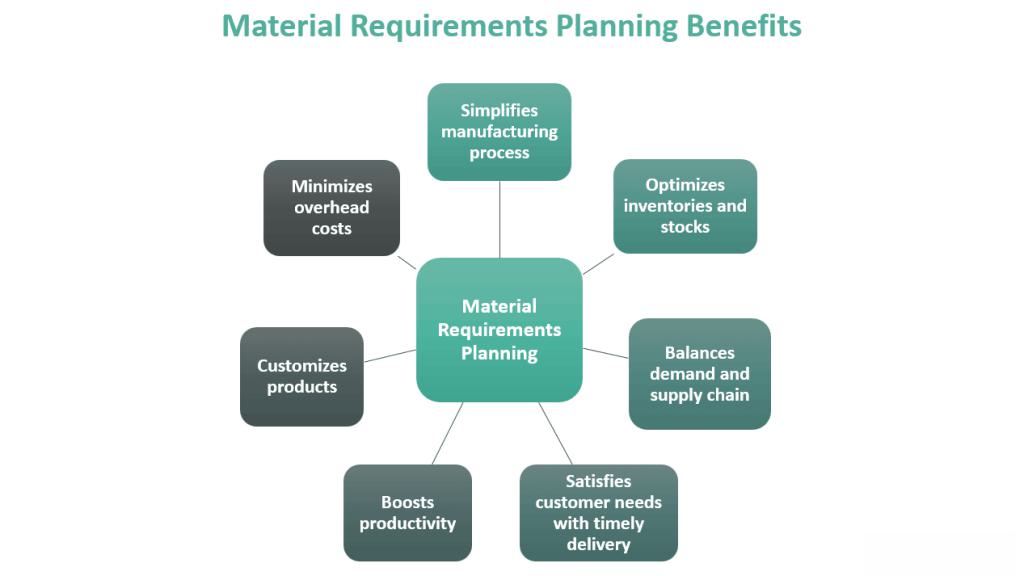 Material Requirements Planning Benefits
Simplifies
manufacturing
process
Optimizes
inventories and
stocks
Balances
demand and
supply chain
Satisfies
customer needs
with timely
delivery
Boosts
productivity
Customizes
products
Minimizes
overhead
costs
Material
Requirements
Planning